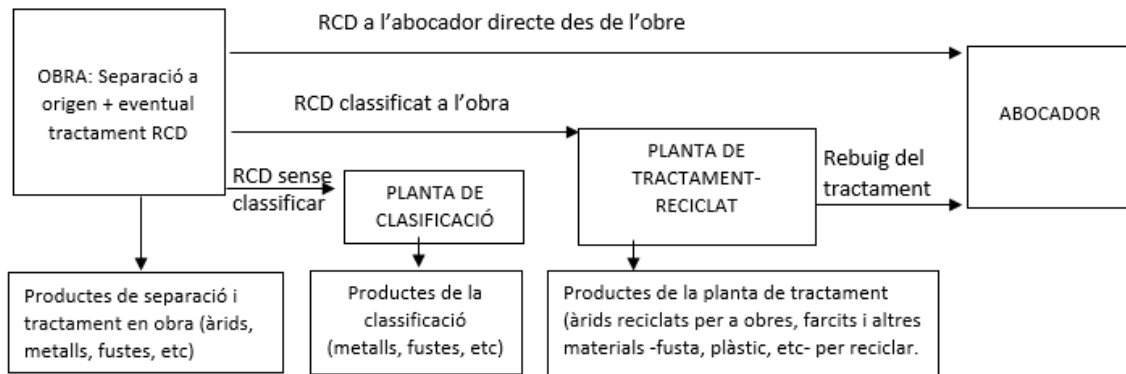 RCD a l’abocador directe des de l’obre
OBRA: Separació a
origen + eventual
tractament RCD
RCD classificat a l’obra
ABOCADOR
RCD sense
classificar
PLANTA DE
CLASIFICACIÓ
PLANTA DE
TRACTAMENT-
RECICLAT
Rebuig del
tractament
Productes de separació i
tractament en obra (àrids,
metalls, fustes, etc)
Productes de la
classificació
(metalls, fustes, etc)
Productes de la planta de tractament
(àrids reciclats per a obres, farcits i altres
materials -fusta, plàstic, etc- per reciclar.